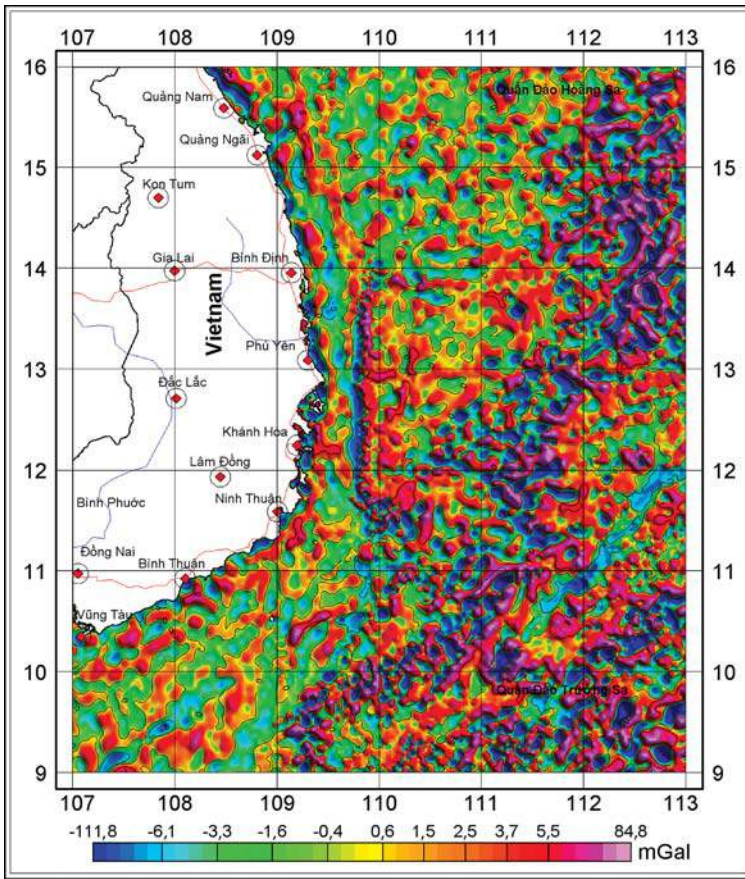 107 108 109 110 111 112 113
16 16
Quần Đảo Hoàng Sa
Quảng Nam
Quảng Ngãi
15 15
Kon Tum
14 14
Gia Lai
Bình Định
Vietnam
13 13
Phú Yên
Đắc Lắc
Khánh Hòa
12 12
Lâm Đồng
Ninh Thuận
Bình Phước
11 11
Đồng Nai
Bình Thuận
Vũng Tàu
10 10
Quần Đảo Trường Sa
9 9
107 108 109 110 111 112 113
-111,8 -6,1 -3,3 -1,6 -0,4 0,6 1,5 2,5 3,7 5,5 84,8
mGal